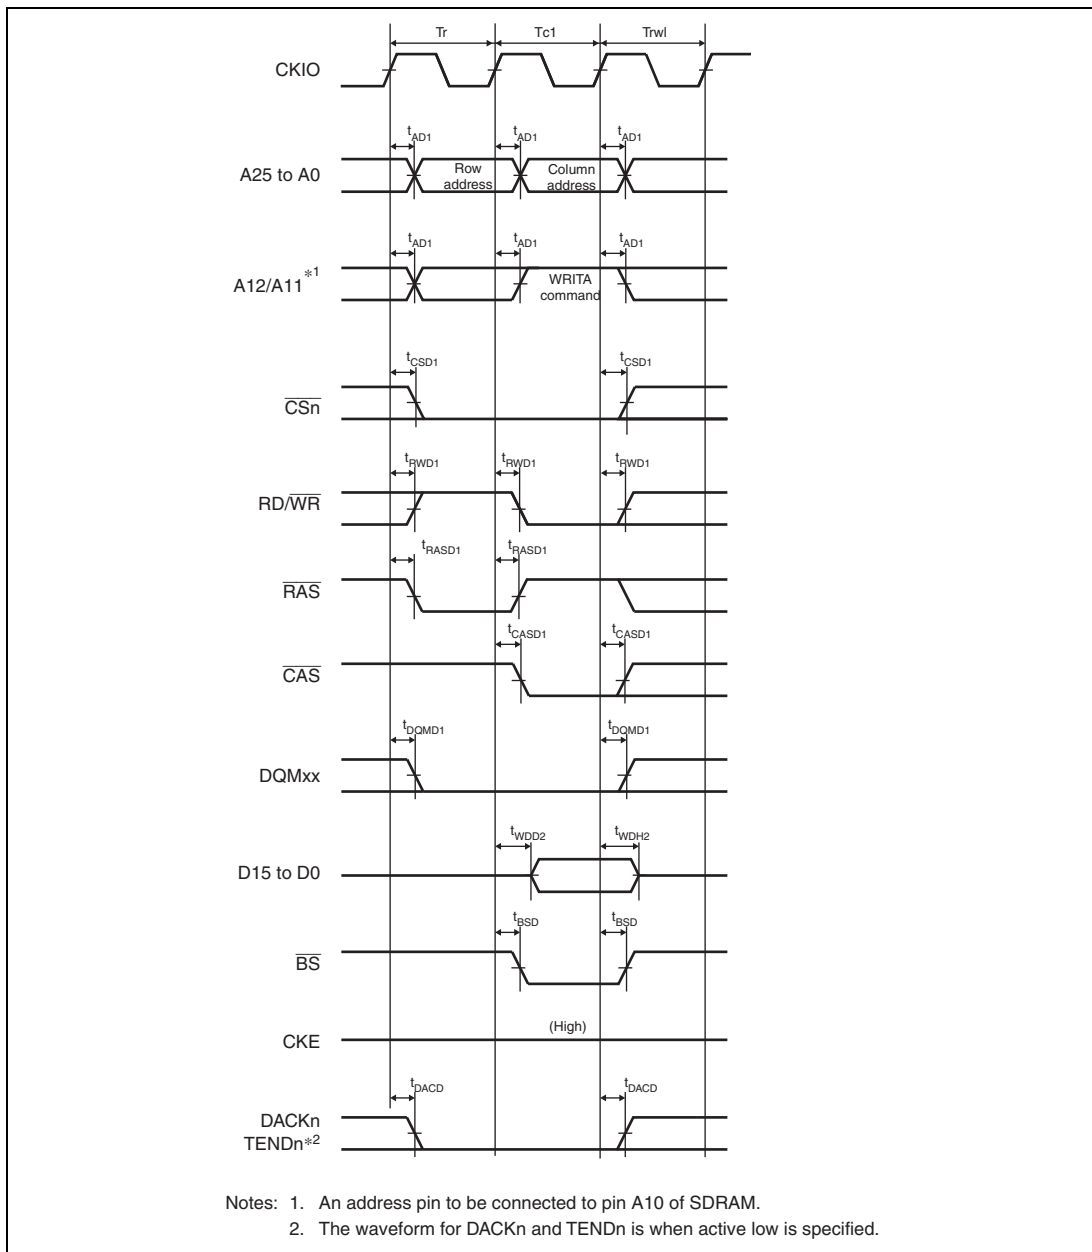 Tr Tc1 Trwl
CKIO
tAD1 tAD1 tAD1
A25 to A0
Row address
Column address
tAD1 tAD1 tAD1
A12/A11*1
WRITA command
tCSD1 tCSD1
CSn
tRWD1 tRWD1 tRWD1
RD/WR
tRASD1 tRASD1
RAS
tCASD1 tCASD1
CAS
tDQMD1 tDQMD1
DQMxx
tWDD2 tWDH2
D15 to D0
tBSD tBSD
BS
(High)
CKE
tDACD tDACD
DACKn
TENDn*2
Notes: 1. An address pin to be connected to pin A10 of SDRAM.
2. The waveform for DACKn and TENDn is when active low is specified.